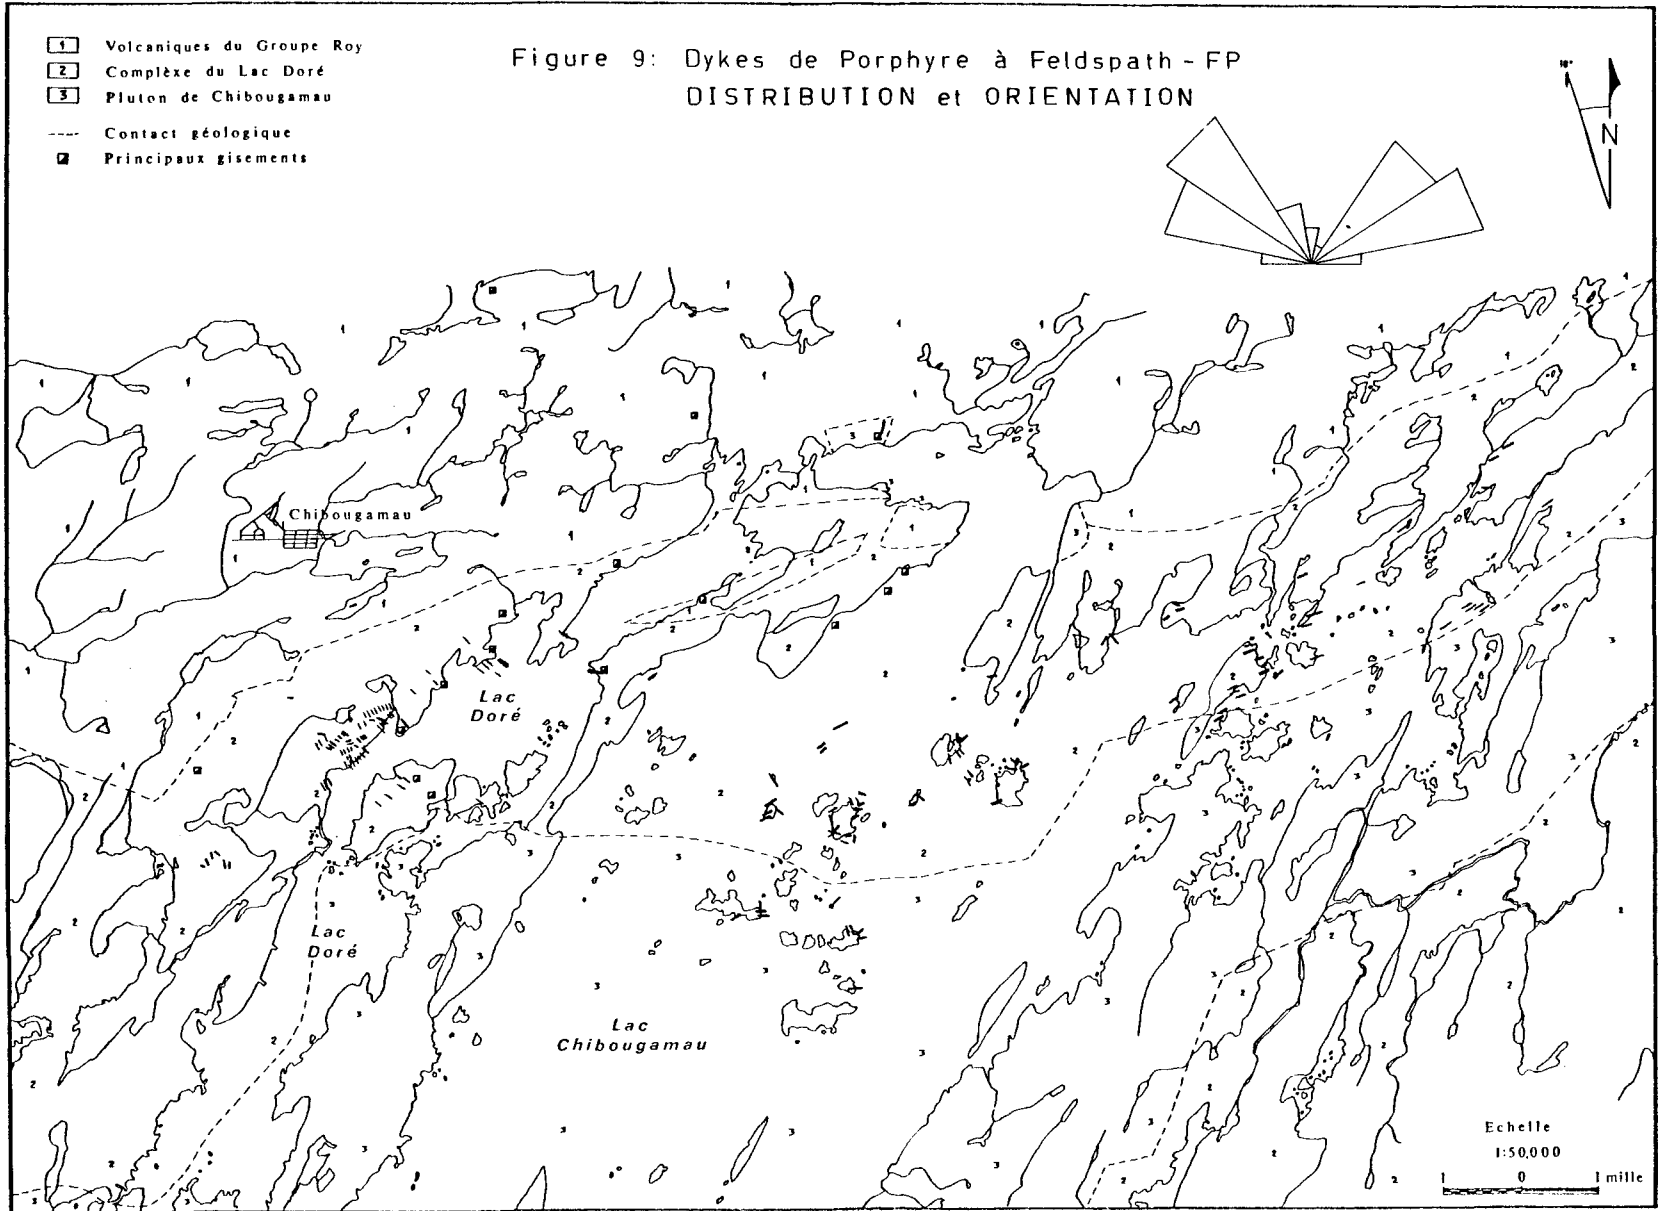 1 Volcaniques du Groupe Roy
2 Complèxe du Lac Doré
3 Pluton de Chibougamau
---- Contact géologique
Principaux gisements
Figure 9: Dykes de Porphyre à Feldspath - FP
DISTRIBUTION et ORIENTATION
N
Chibougamau
Lac
Doré
Lac
Doré
Lac
Chibougamau
Echelle
1:50,000
1 0 1 mille